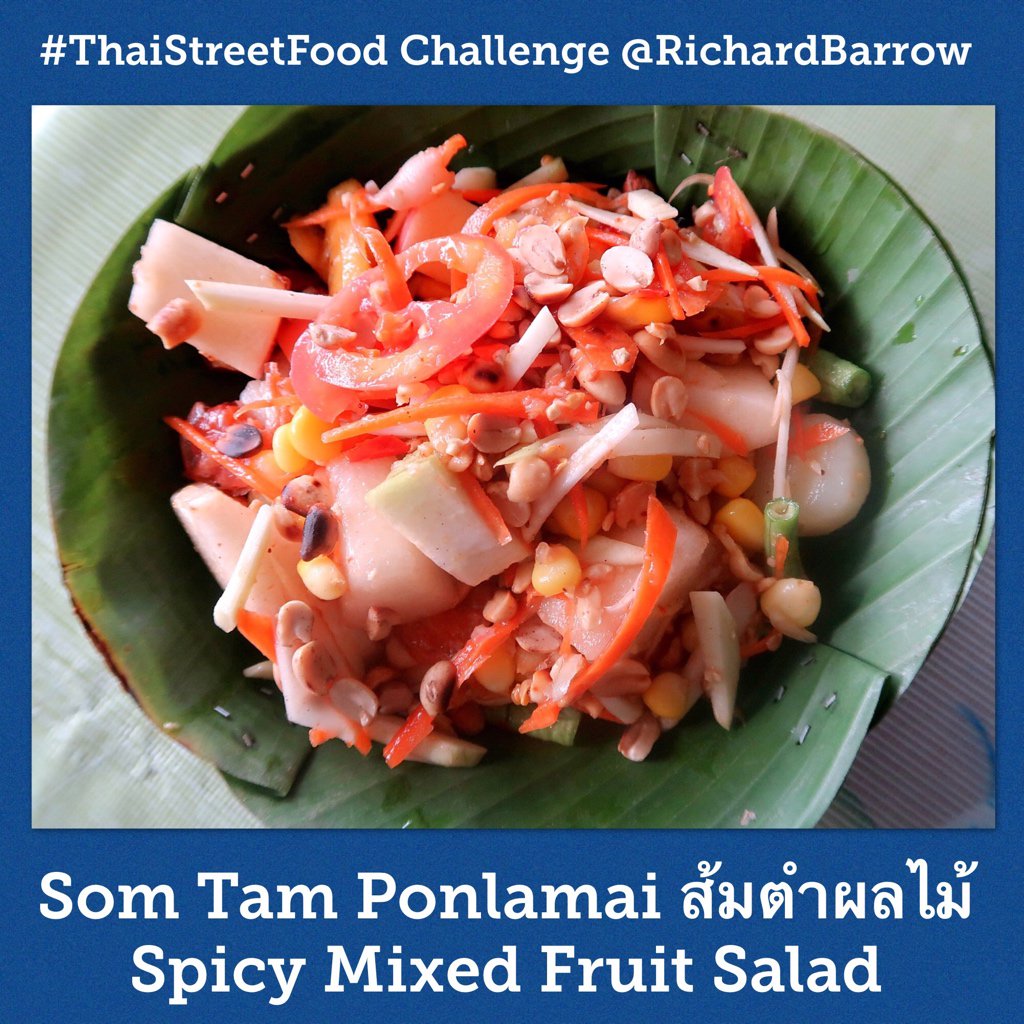 #ThaiStreetFood Challenge @RichardBarrow
Som Tam Ponlamai ส้มตำผลไม้
Spicy Mixed Fruit Salad